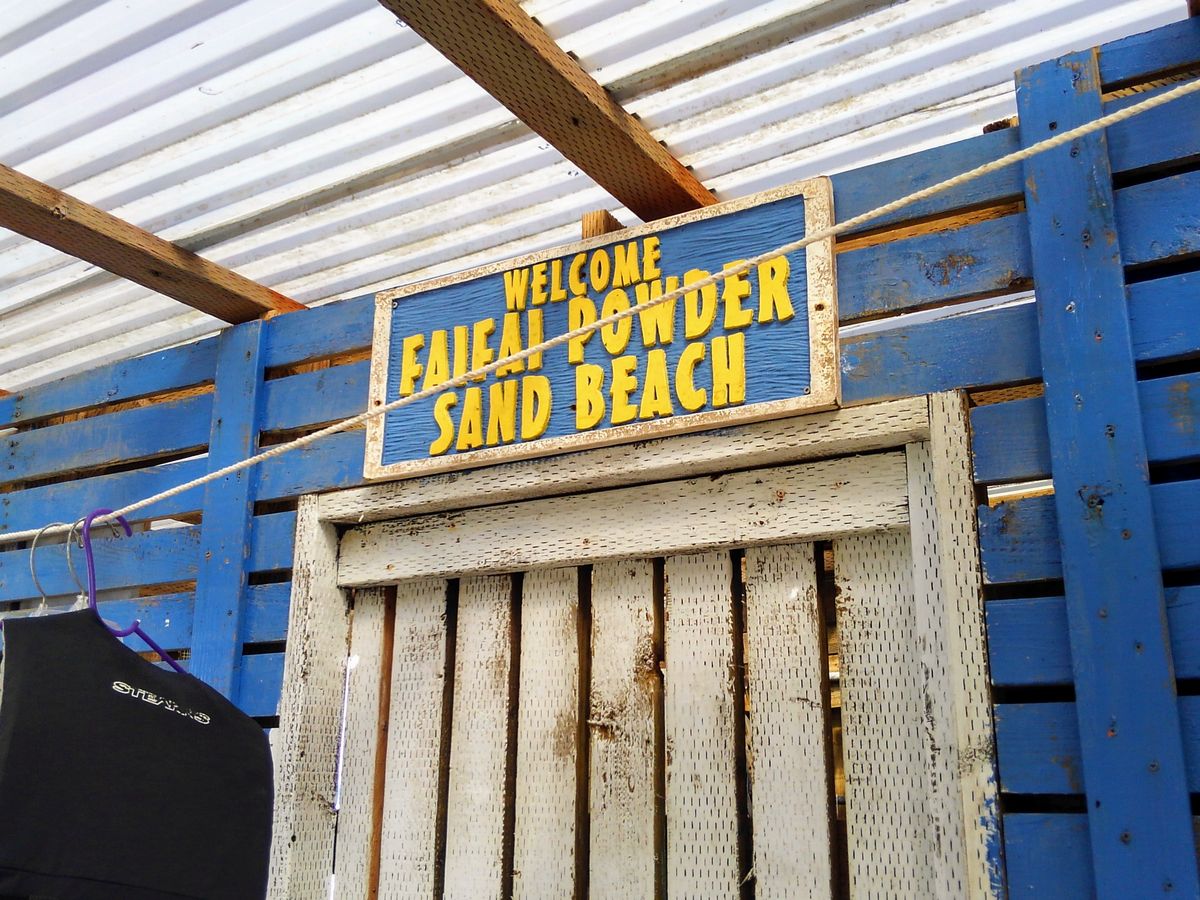 WELCOME
FAIFAI POWDER
SAND BEACH
STEARNS